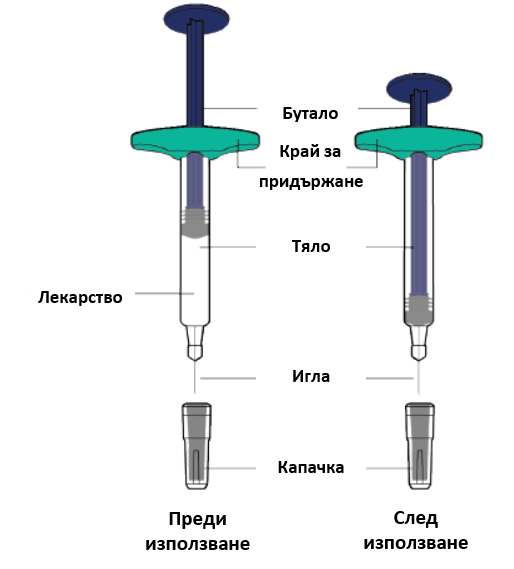 Бутало
Край за
придържане
Тяло
Лекарство
Игла
Капачка
Преди
използване
След
използване